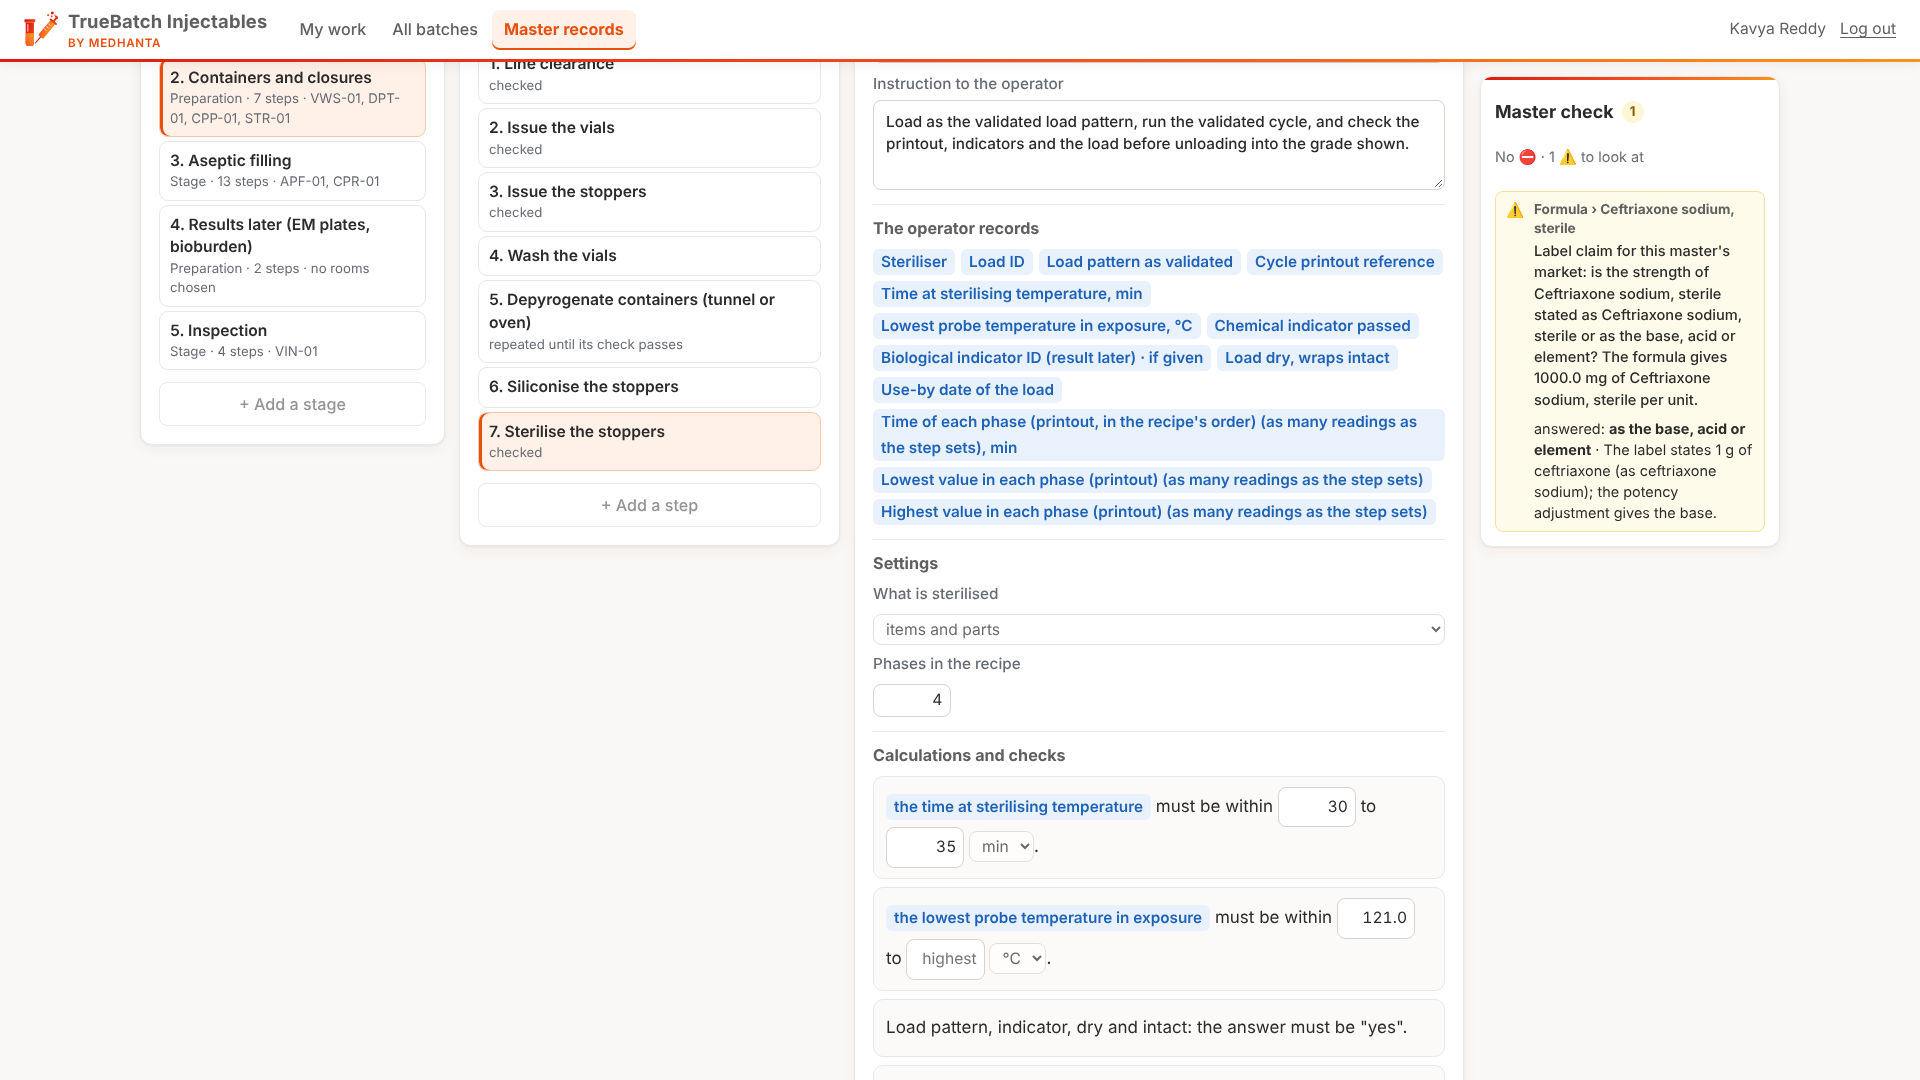 TrueBatch Injectables
BY MEDHANTA
My work
All batches
Master records
Kavya Reddy
Log out
2. Containers and closures
Preparation · 7 steps · VWS-01, DPT-
01, CPP-01, STR-01
3. Aseptic filling
Stage · 13 steps · APF-01, CPR-01
4. Results later (EM plates,
bioburden)
Preparation · 2 steps · no rooms
chosen
5. Inspection
Stage · 4 steps · VIN-01
+ Add a stage
1. Line clearance
checked
2. Issue the vials
checked
3. Issue the stoppers
checked
4. Wash the vials
5. Depyrogenate containers (tunnel or
oven)
repeated until its check passes
6. Siliconise the stoppers
7. Sterilise the stoppers
checked
+ Add a step
Instruction to the operator
Load as the validated load pattern, run the validated cycle, and check the
printout, indicators and the load before unloading into the grade shown.
The operator records
Steriliser
Load ID
Load pattern as validated
Cycle printout reference
Time at sterilising temperature, min
Lowest probe temperature in exposure, °C
Chemical indicator passed
Biological indicator ID (result later) · if given
Load dry, wraps intact
Use-by date of the load
Time of each phase (printout, in the recipe's order) (as many readings as
the step sets), min
Lowest value in each phase (printout) (as many readings as the step sets)
Highest value in each phase (printout) (as many readings as the step sets)
Settings
What is sterilised
items and parts
Phases in the recipe
4
Calculations and checks
the time at sterilising temperature must be within 30 to
35 min .
the lowest probe temperature in exposure must be within 121.0
to highest °C .
Load pattern, indicator, dry and intact: the answer must be "yes".
Master check 1
No ⛔ · 1 ⚠️ to look at
Formula › Ceftriaxone sodium,
sterile
Label claim for this master's
market: is the strength of
Ceftriaxone sodium, sterile
stated as Ceftriaxone sodium,
sterile or as the base, acid or
element? The formula gives
1000.0 mg of Ceftriaxone
sodium, sterile per unit.
answered: as the base, acid or
element · The label states 1 g of
ceftriaxone (as ceftriaxone
sodium); the potency
adjustment gives the base.